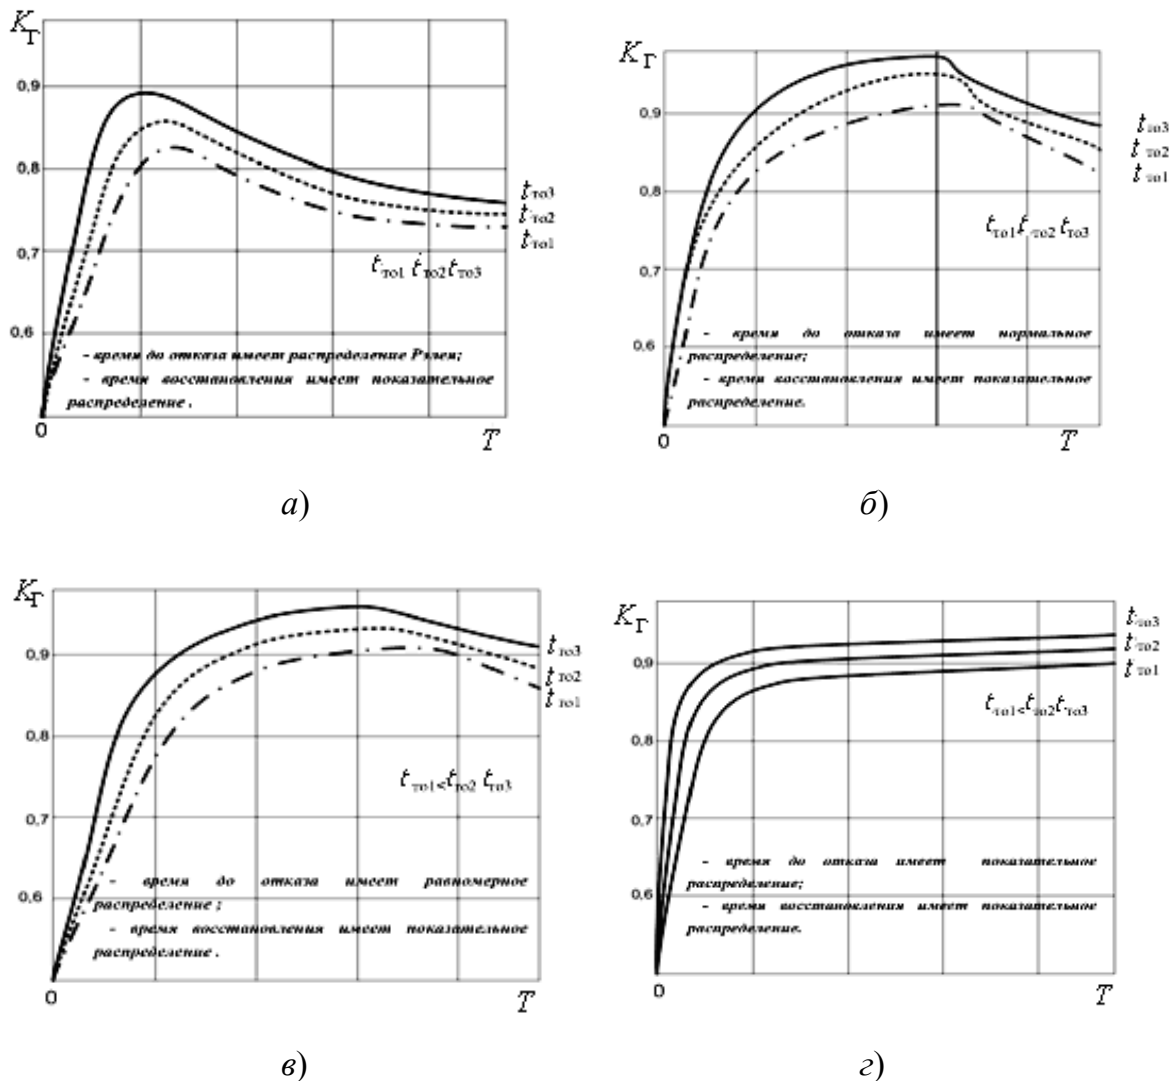 K_Г
0,9
0,8
0,7
0,6
0
T
t_то3
t_то2
t_то1
t_то1 t_то2 t_то3
- время до отказа имеет распределение Рэлея;
- время восстановления имеет показательное
распределение .
а)
K_Г
0,9
0,8
0,7
0,6
0
T
t_то3
t_то2
t_то1
t_то1 t_то2 t_то3
- время до отказа имеет нормальное
распределение;
- время восстановления имеет показательное
распределение.
б)
K_Г
0,9
0,8
0,7
0,6
0
T
t_то3
t_то2
t_то1
t_то1< t_то2 t_то3
- время до отказа имеет равномерное
распределение ;
- время восстановления имеет показательное
распределение .
в)
K_Г
0,9
0,8
0,7
0,6
0
T
t_то3
t_то2
t_то1
t_то1< t_то2 t_то3
- время до отказа имеет показательное
распределение;
- время восстановления имеет показательное
распределение.
г)